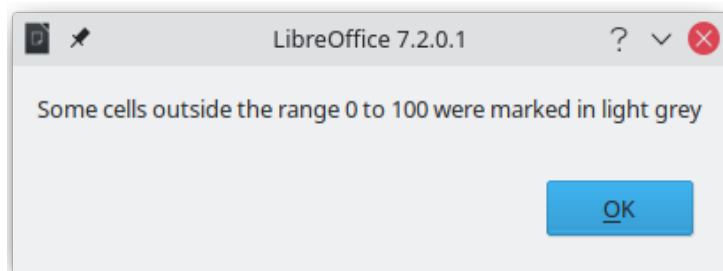 LibreOffice 7.2.0.1
Some cells outside the range 0 to 100 were marked in light grey
OK